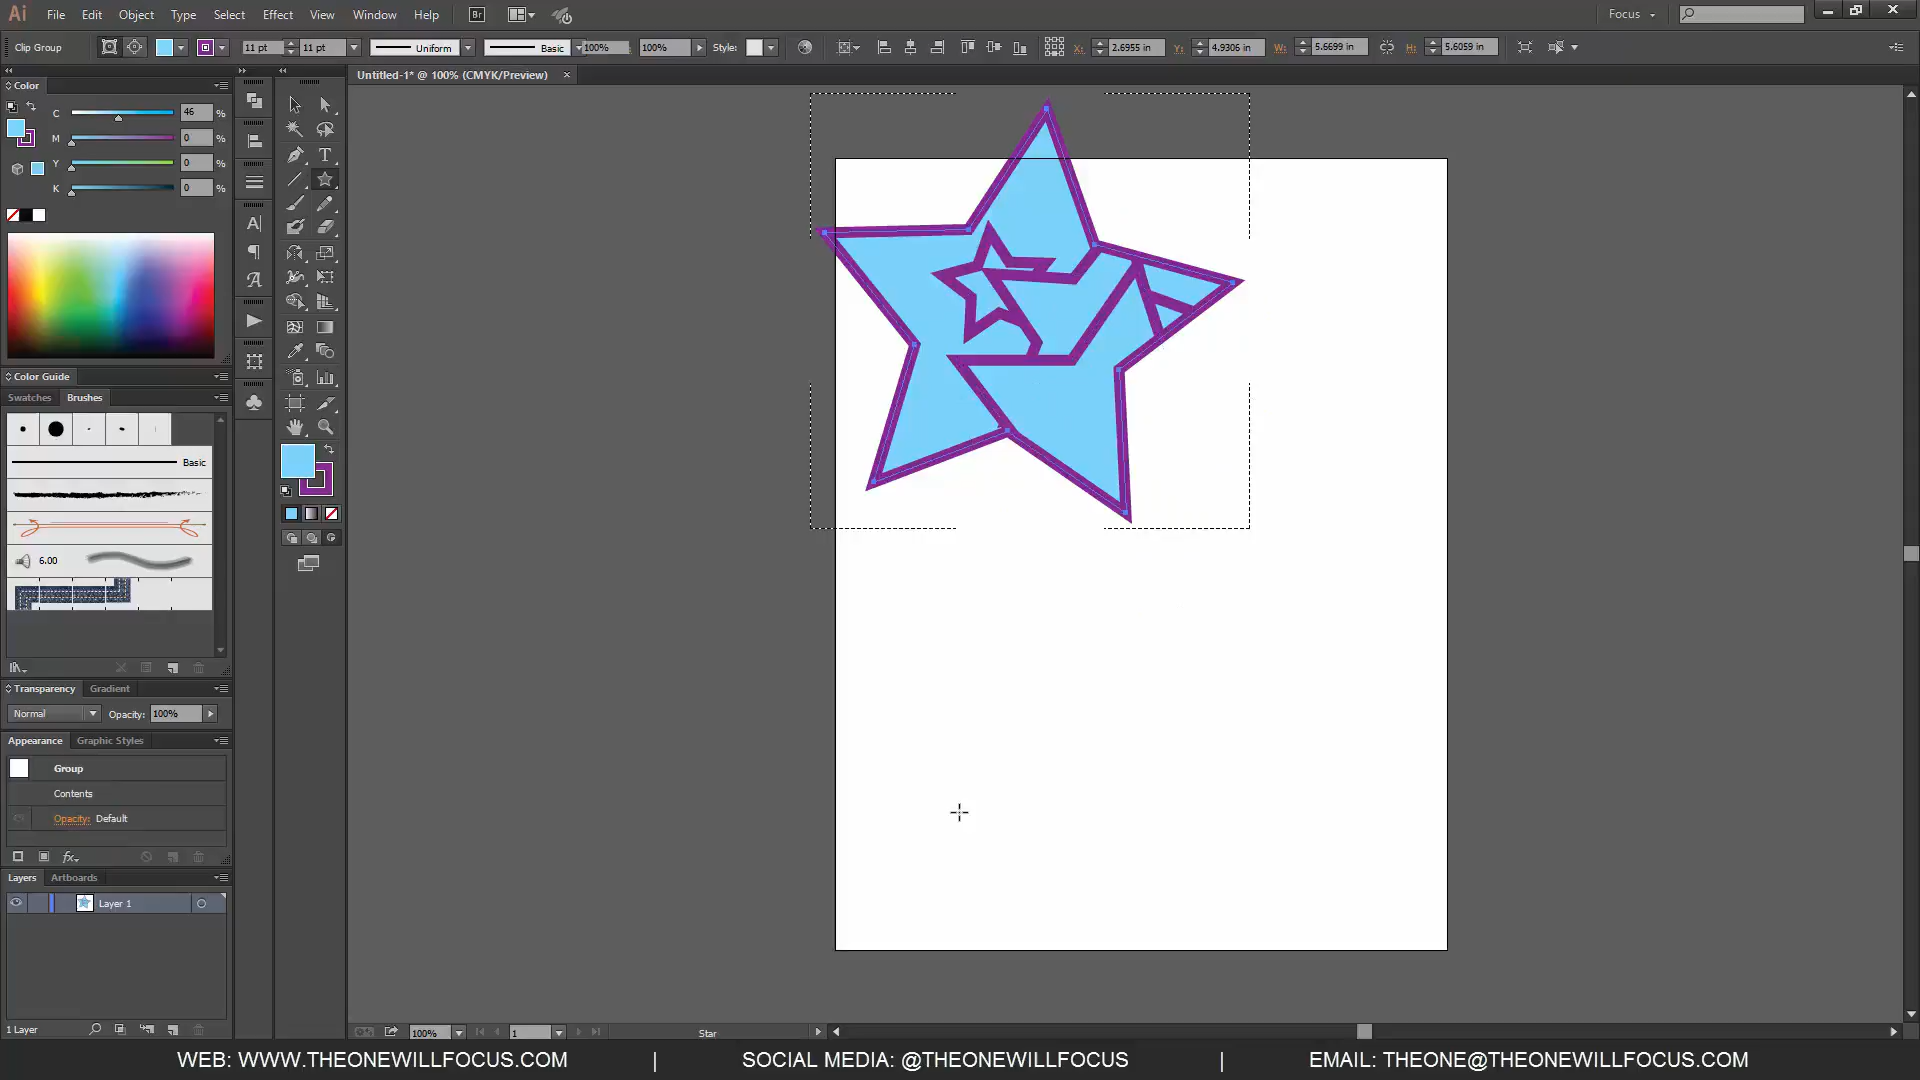 Ai File Edit Object Type Select Effect View Window Help Br Focus
Clip Group 11 pt 11 pt Uniform Basic 100% 100% Style: X: 2.6955 in Y: 4.9306 in W: 5.6699 in H: 5.6059 in
Untitled-1* @ 100% (CMYK/Preview)
Color
C 46 %
M 0 %
Y 0 %
K 0 %
Color Guide
Swatches Brushes
Basic
6.00
Transparency Gradient
Normal Opacity: 100%
Appearance Graphic Styles
Group
Contents
Opacity: Default
fx
Layers Artboards
Layer 1
1 Layer
100% 1 Star
WEB: WWW.THEONEWILLFOCUS.COM | SOCIAL MEDIA: @THEONEWILLFOCUS | EMAIL: THEONE@THEONEWILLFOCUS.COM